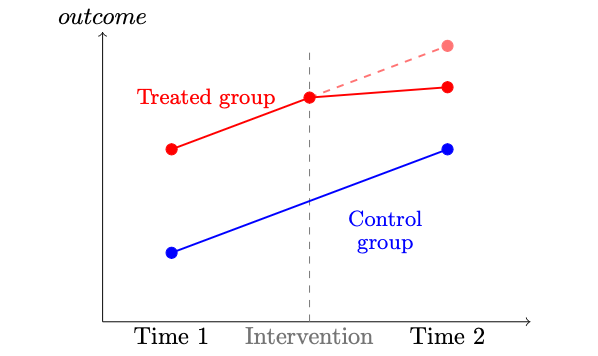 outcome
Treated group
Control
group
Time 1
Intervention
Time 2